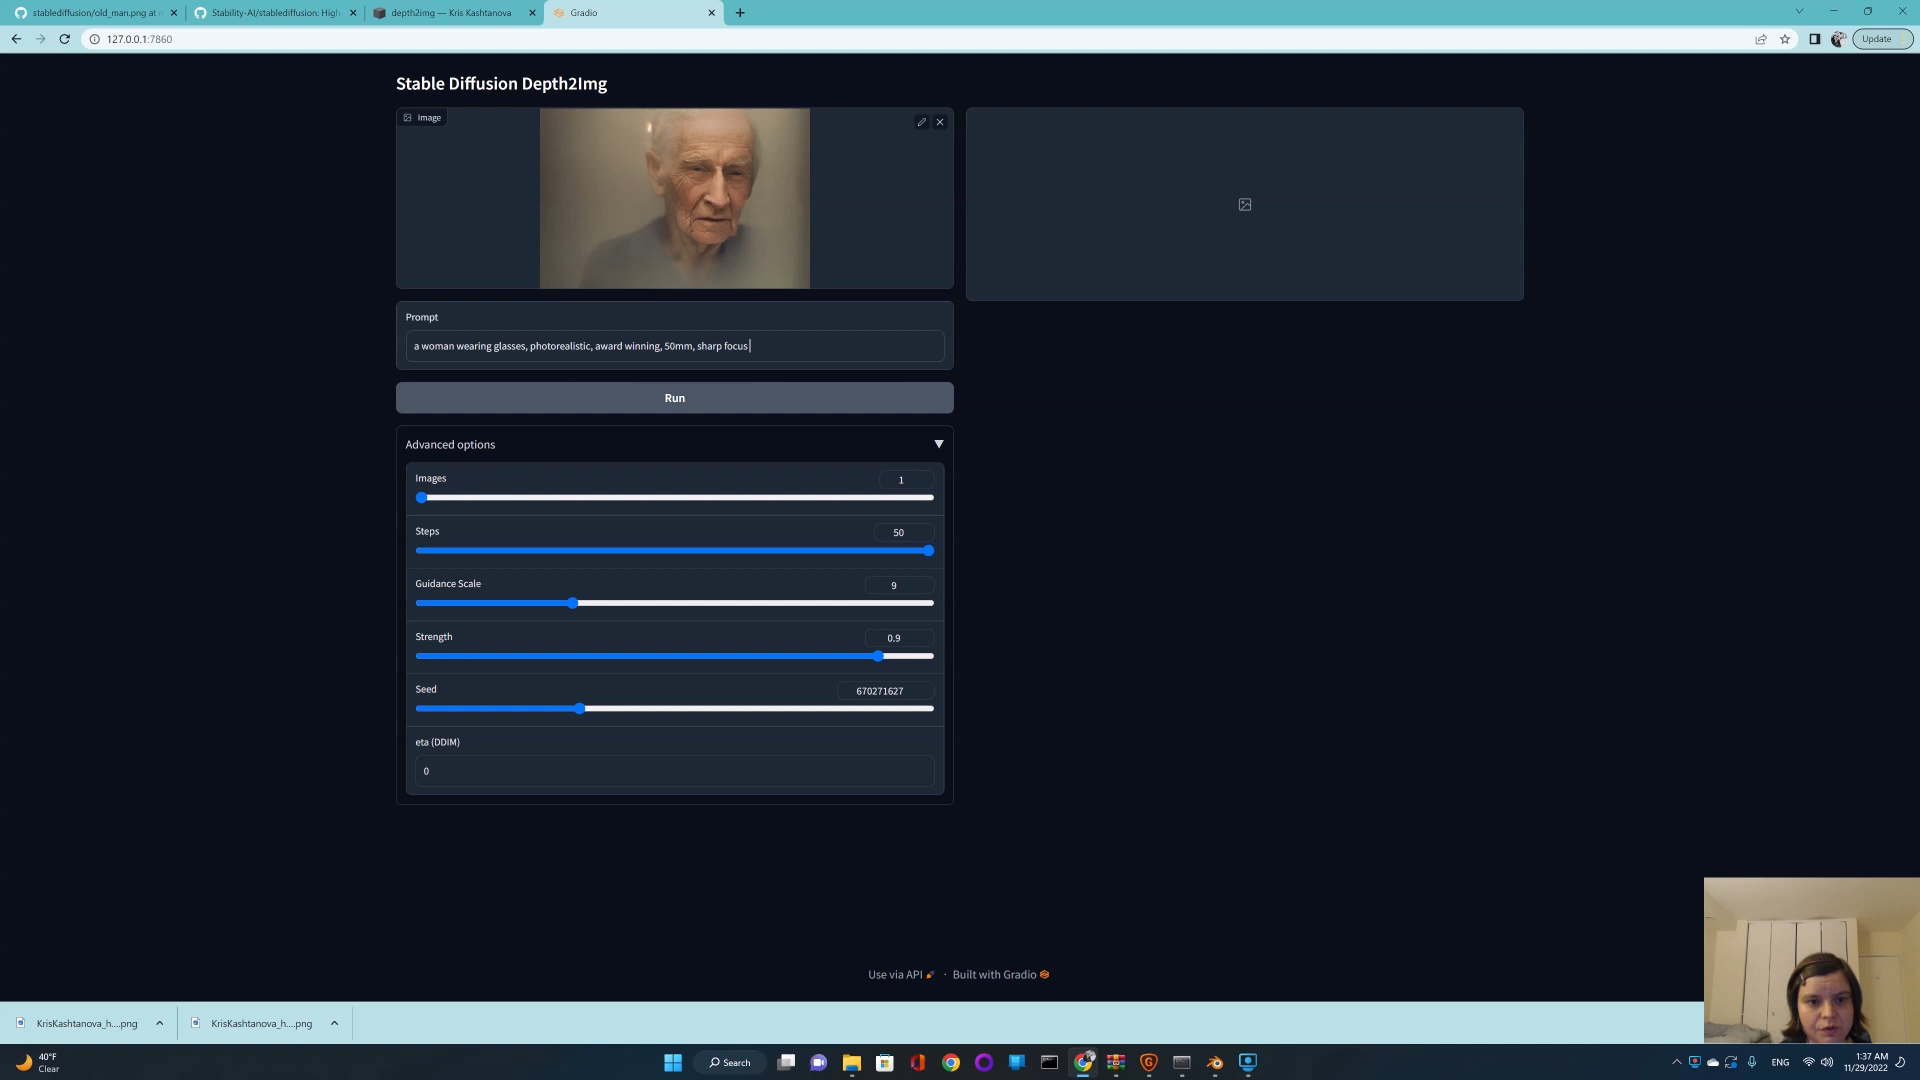 stablediffusion/old_man.png at m
Stability-AI/stablediffusion: High
depth2img — Kris Kashtanova
Gradio
127.0.0.1:7860
Update
Stable Diffusion Depth2Img
Image
Prompt
a woman wearing glasses, photorealistic, award winning, 50mm, sharp focus
Run
Advanced options
Images
1
Steps
50
Guidance Scale
9
Strength
0.9
Seed
670271627
eta (DDIM)
0
Use via API · Built with Gradio
KrisKashtanova_h....png
KrisKashtanova_h....png
40°F
Clear
Search
ENG
1:37 AM
11/29/2022